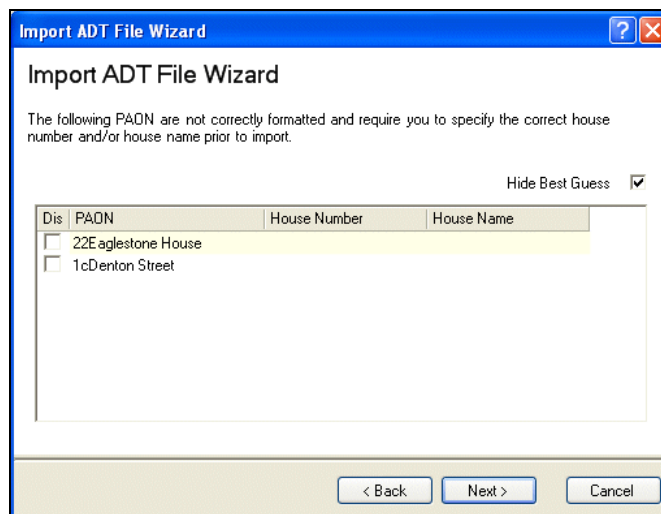 Import ADT File Wizard
Import ADT File Wizard
The following PAON are not correctly formatted and require you to specify the correct house
number and/or house name prior to import.
Hide Best Guess
Dis PAON House Number House Name
22Eaglestone House
1cDenton Street
< Back Next > Cancel